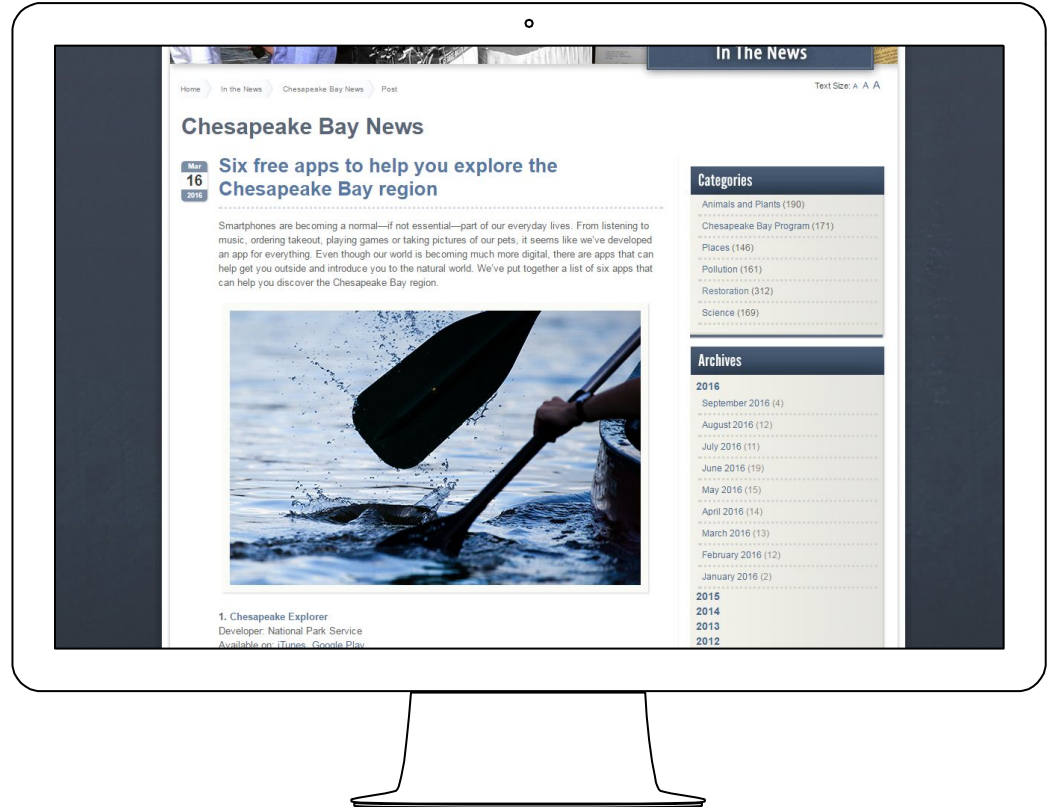 In The News
Home
In the News
Chesapeake Bay News
Post
Text Size: A A A
Chesapeake Bay News
Mar
16
2016
Six free apps to help you explore the
Chesapeake Bay region
Smartphones are becoming a normal—if not essential—part of our everyday lives. From listening to
music, ordering takeout, playing games or taking pictures of our pets, it seems like we've developed
an app for everything. Even though our world is becoming much more digital, there are apps that can
help get you outside and introduce you to the natural world. We've put together a list of six apps that
can help you discover the Chesapeake Bay region.
1. Chesapeake Explorer
Developer: National Park Service
Available on: iTunes, Google Play
Categories
Animals and Plants (190)
Chesapeake Bay Program (171)
Places (146)
Pollution (161)
Restoration (312)
Science (169)
Archives
2016
September 2016 (4)
August 2016 (12)
July 2016 (11)
June 2016 (19)
May 2016 (15)
April 2016 (14)
March 2016 (13)
February 2016 (12)
January 2016 (2)
2015
2014
2013
2012